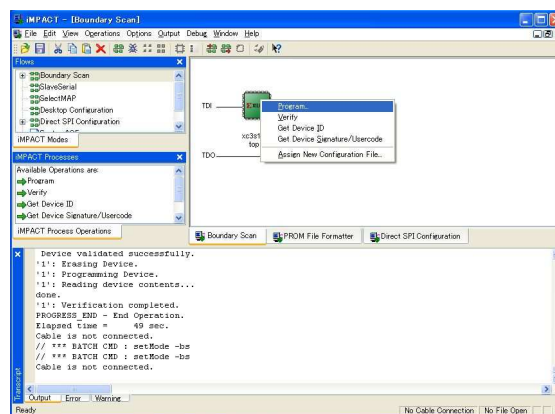 iMPACT - [Boundary Scan]
File Edit View Operations Options Output Debug Window Help
Flows
Boundary Scan
SlaveSerial
SelectMAP
Desktop Configuration
Direct SPI Configuration
iMPACT Modes
iMPACT Processes
Available Operations are:
Program
Verify
Get Device ID
Get Device Signature/Usercode
iMPACT Process Operations
TDI
TDO
top
Program...
Verify
Get Device ID
Get Device Signature/Usercode
Assign New Configuration File...
Boundary Scan PROM File Formatter Direct SPI Configuration
Device validated successfully.
'1': Erasing Device.
'1': Programming Device.
'1': Reading device contents...
done.
'1': Verification completed.
PROGRESS_END - End Operation.
Elapsed time = 49 sec.
Cable is not connected.
// *** BATCH CMD : setMode -bs
// *** BATCH CMD : setMode -bs
Cable is not connected.
Transcript
Output Error Warning
Ready
No Cable Connection No File Open